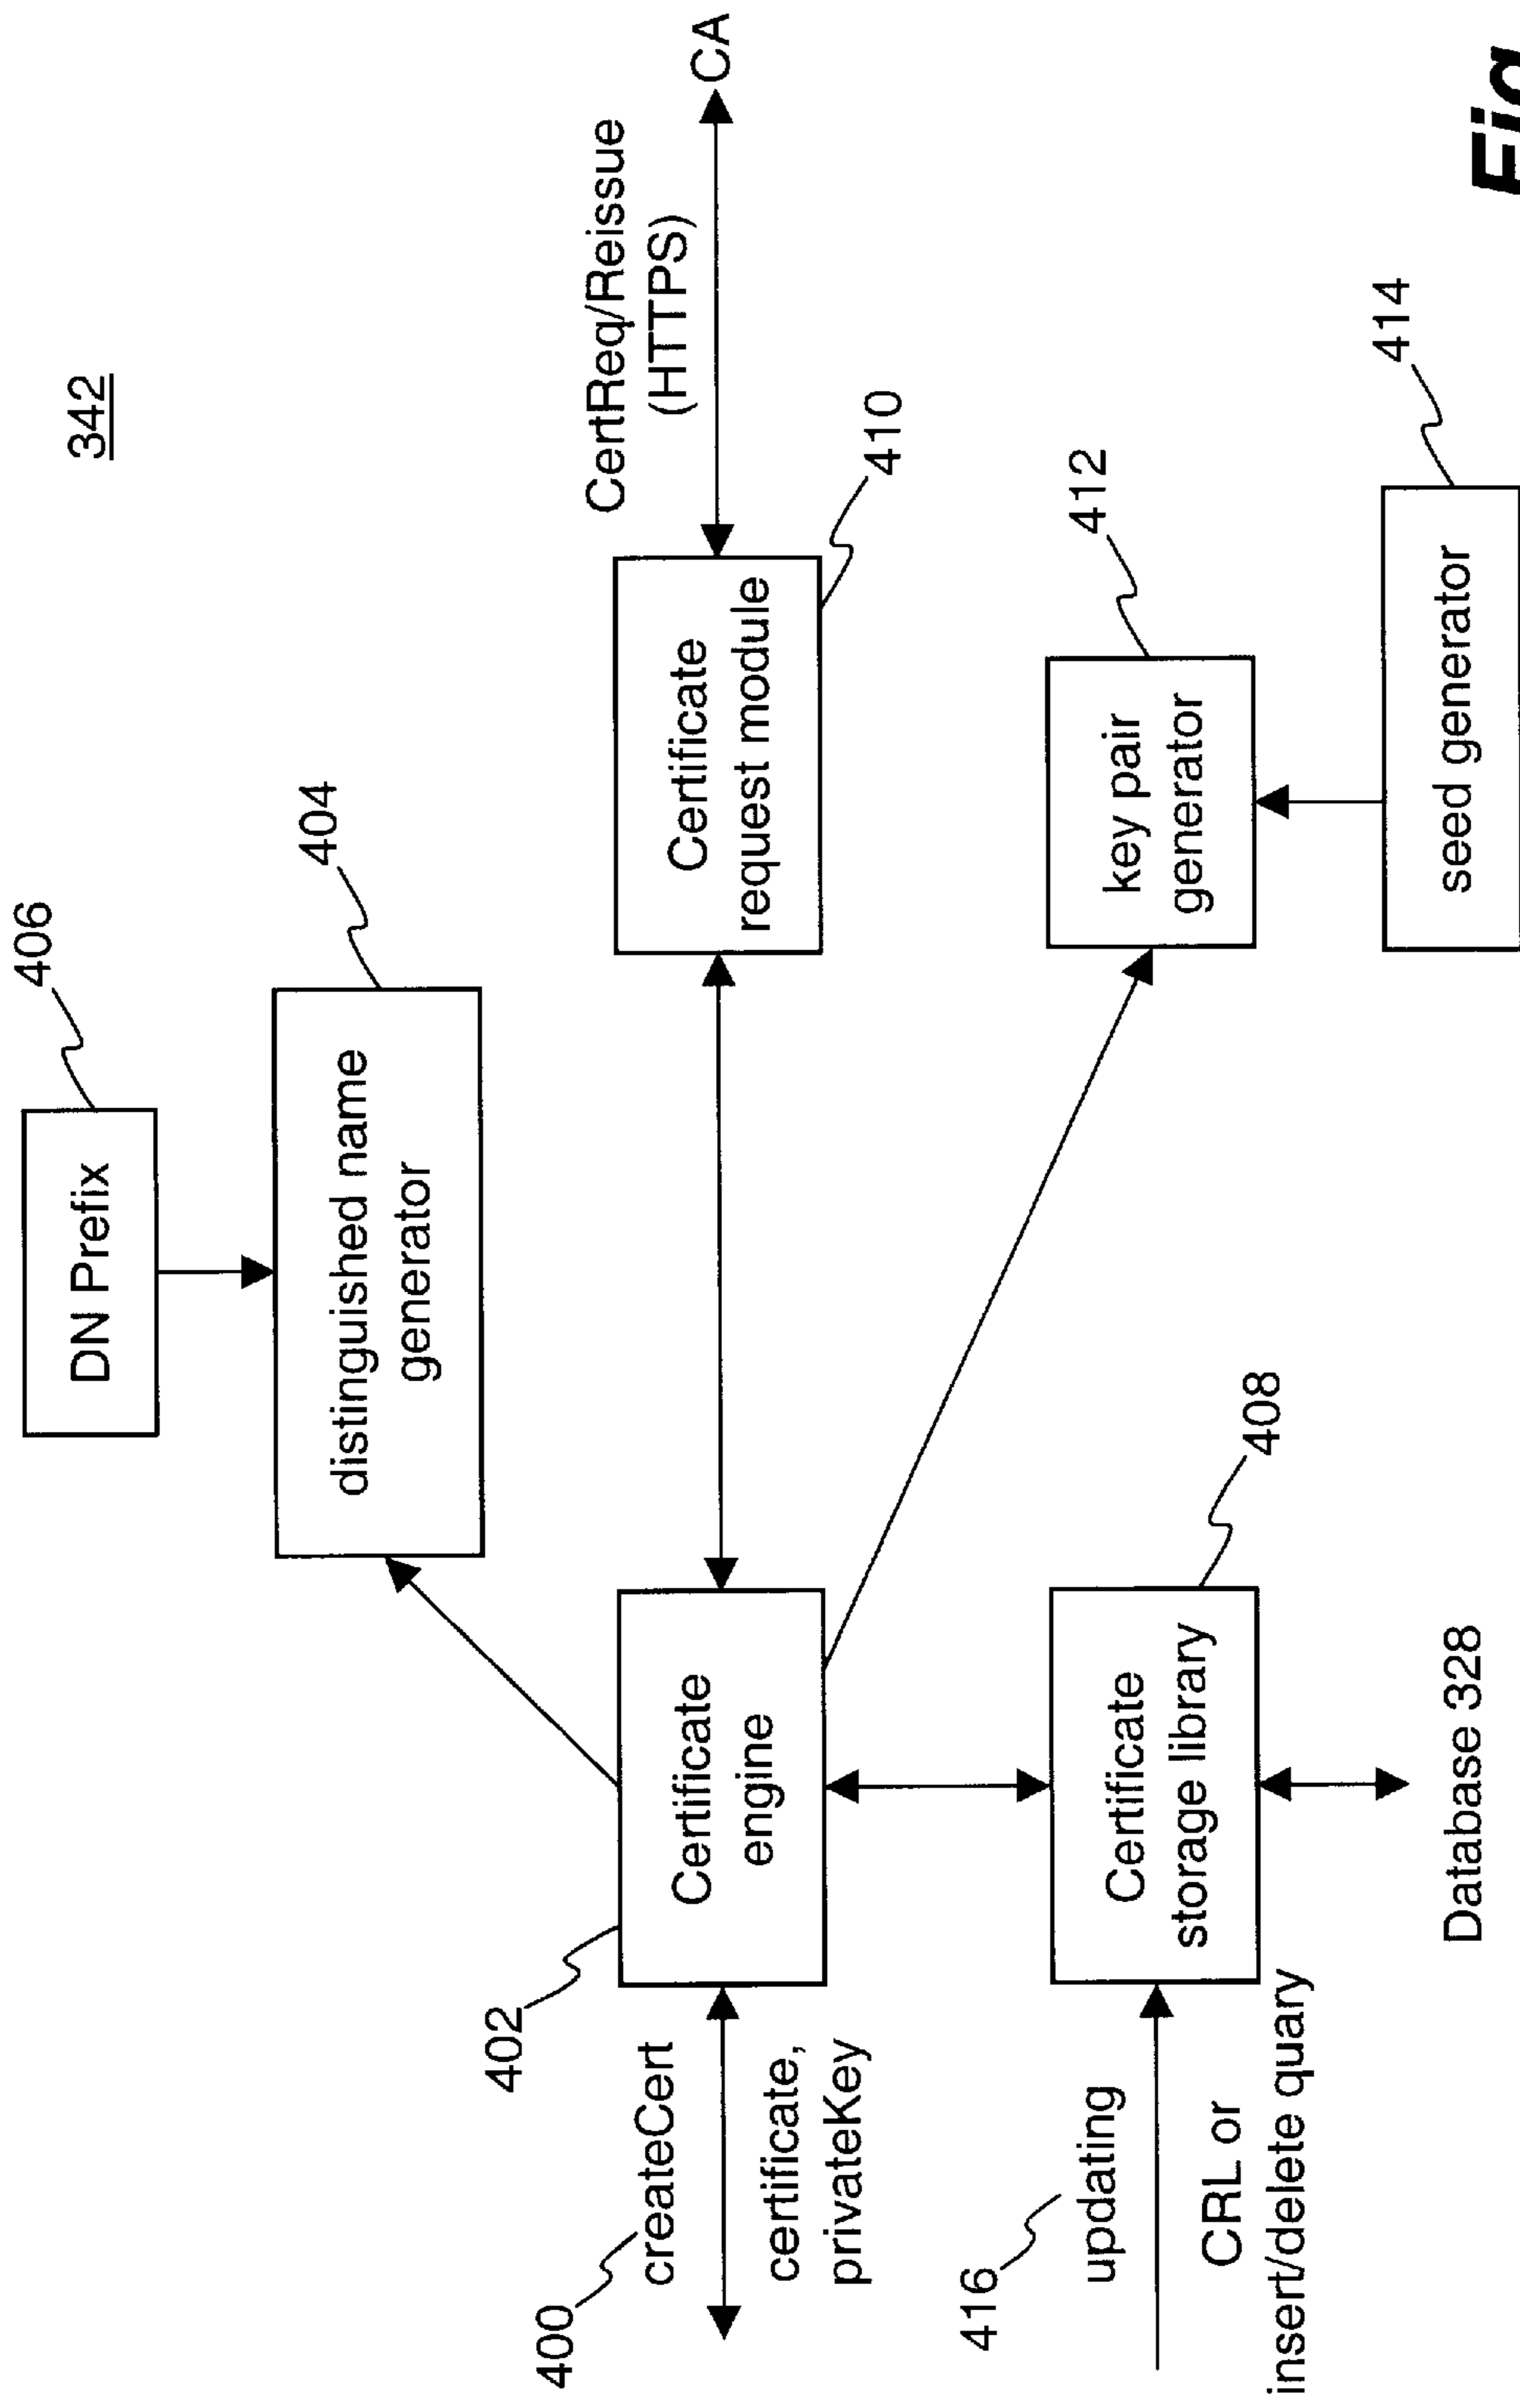 342
406
DN Prefix
404
distinguished name
generator
402
Certificate
engine
400
createCert
certificate,
privateKey
Certificate
request module
410
CertReq/Reissue
(HTTPS)
CA
412
key pair
generator
414
seed generator
408
Certificate
storage library
416
updating
CRL or
insert/delete quary
Database 328
Fig